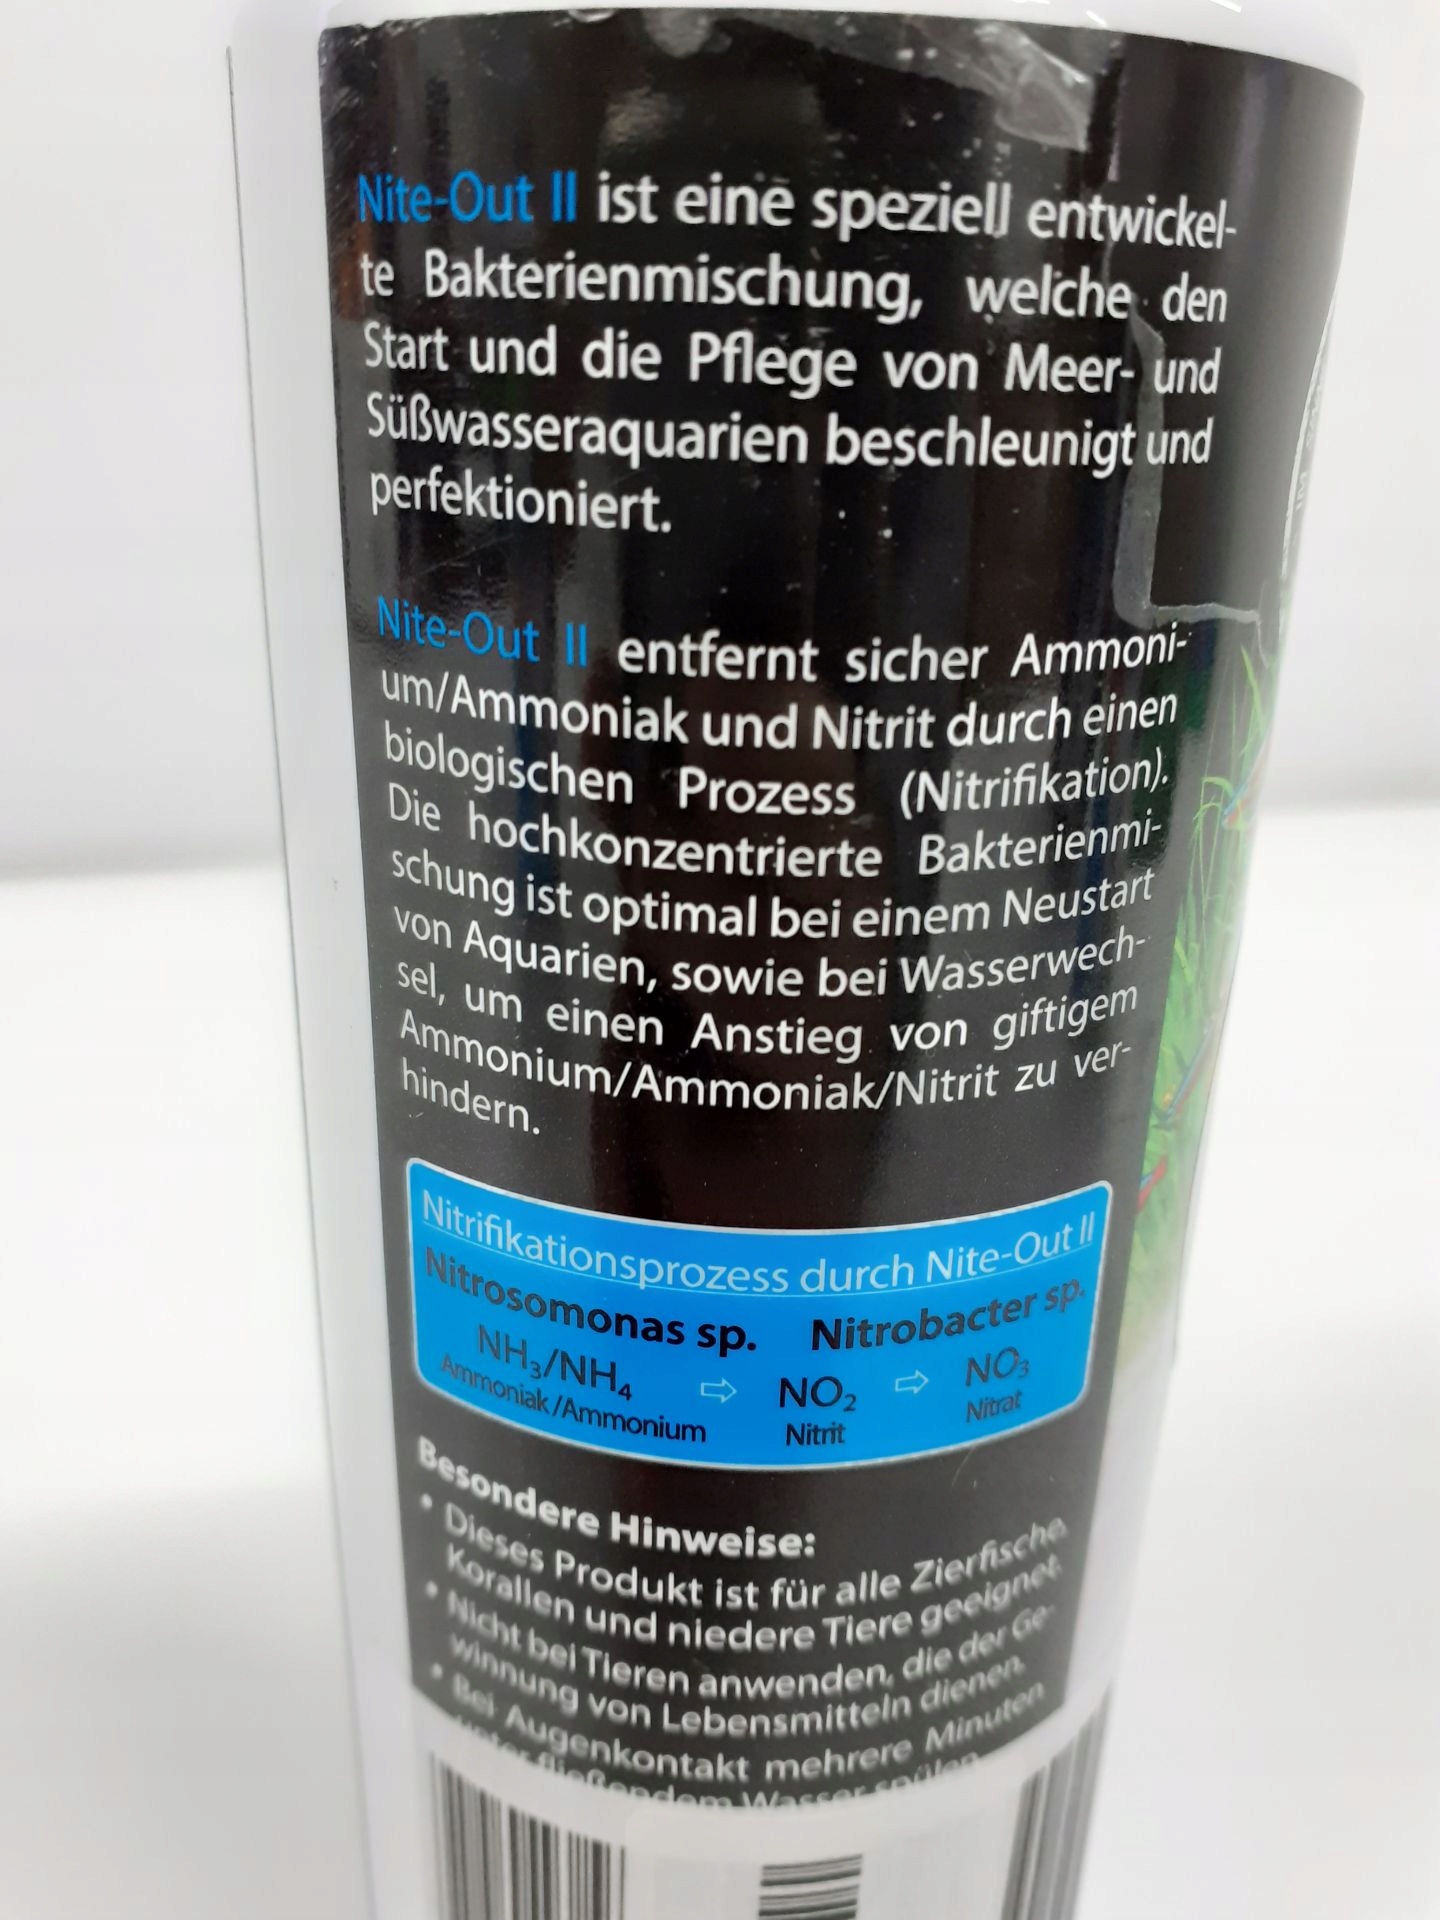 Nite-Out II ist eine speziell entwickel-
te Bakterienmischung, welche den
Start und die Pflege von Meer- und
Süßwasseraquarien beschleunigt und
perfektioniert.
Nite-Out II entfernt sicher Ammoni-
um/Ammoniak und Nitrit durch einen
biologischen Prozess (Nitrifikation).
Die hochkonzentrierte Bakterienmi-
schung ist optimal bei einem Neustart
von Aquarien, sowie bei Wasserwech-
sel, um einen Anstieg von giftigem
Ammonium/Ammoniak/Nitrit zu ver-
hindern.
Nitrifikationsprozess durch Nite-Out II
Nitrosomonas sp. Nitrobacter sp.
NH₃/NH₄ ⇨ NO₂ ⇨ NO₃
Ammoniak/Ammonium Nitrit Nitrat
Besondere Hinweise:
• Dieses Produkt ist für alle Zierfische,
Korallen und niedere Tiere geeignet.
• Nicht bei Tieren anwenden, die der Ge-
winnung von Lebensmitteln dienen.
• Bei Augenkontakt mehrere Minuten
unter fließendem Wasser spülen